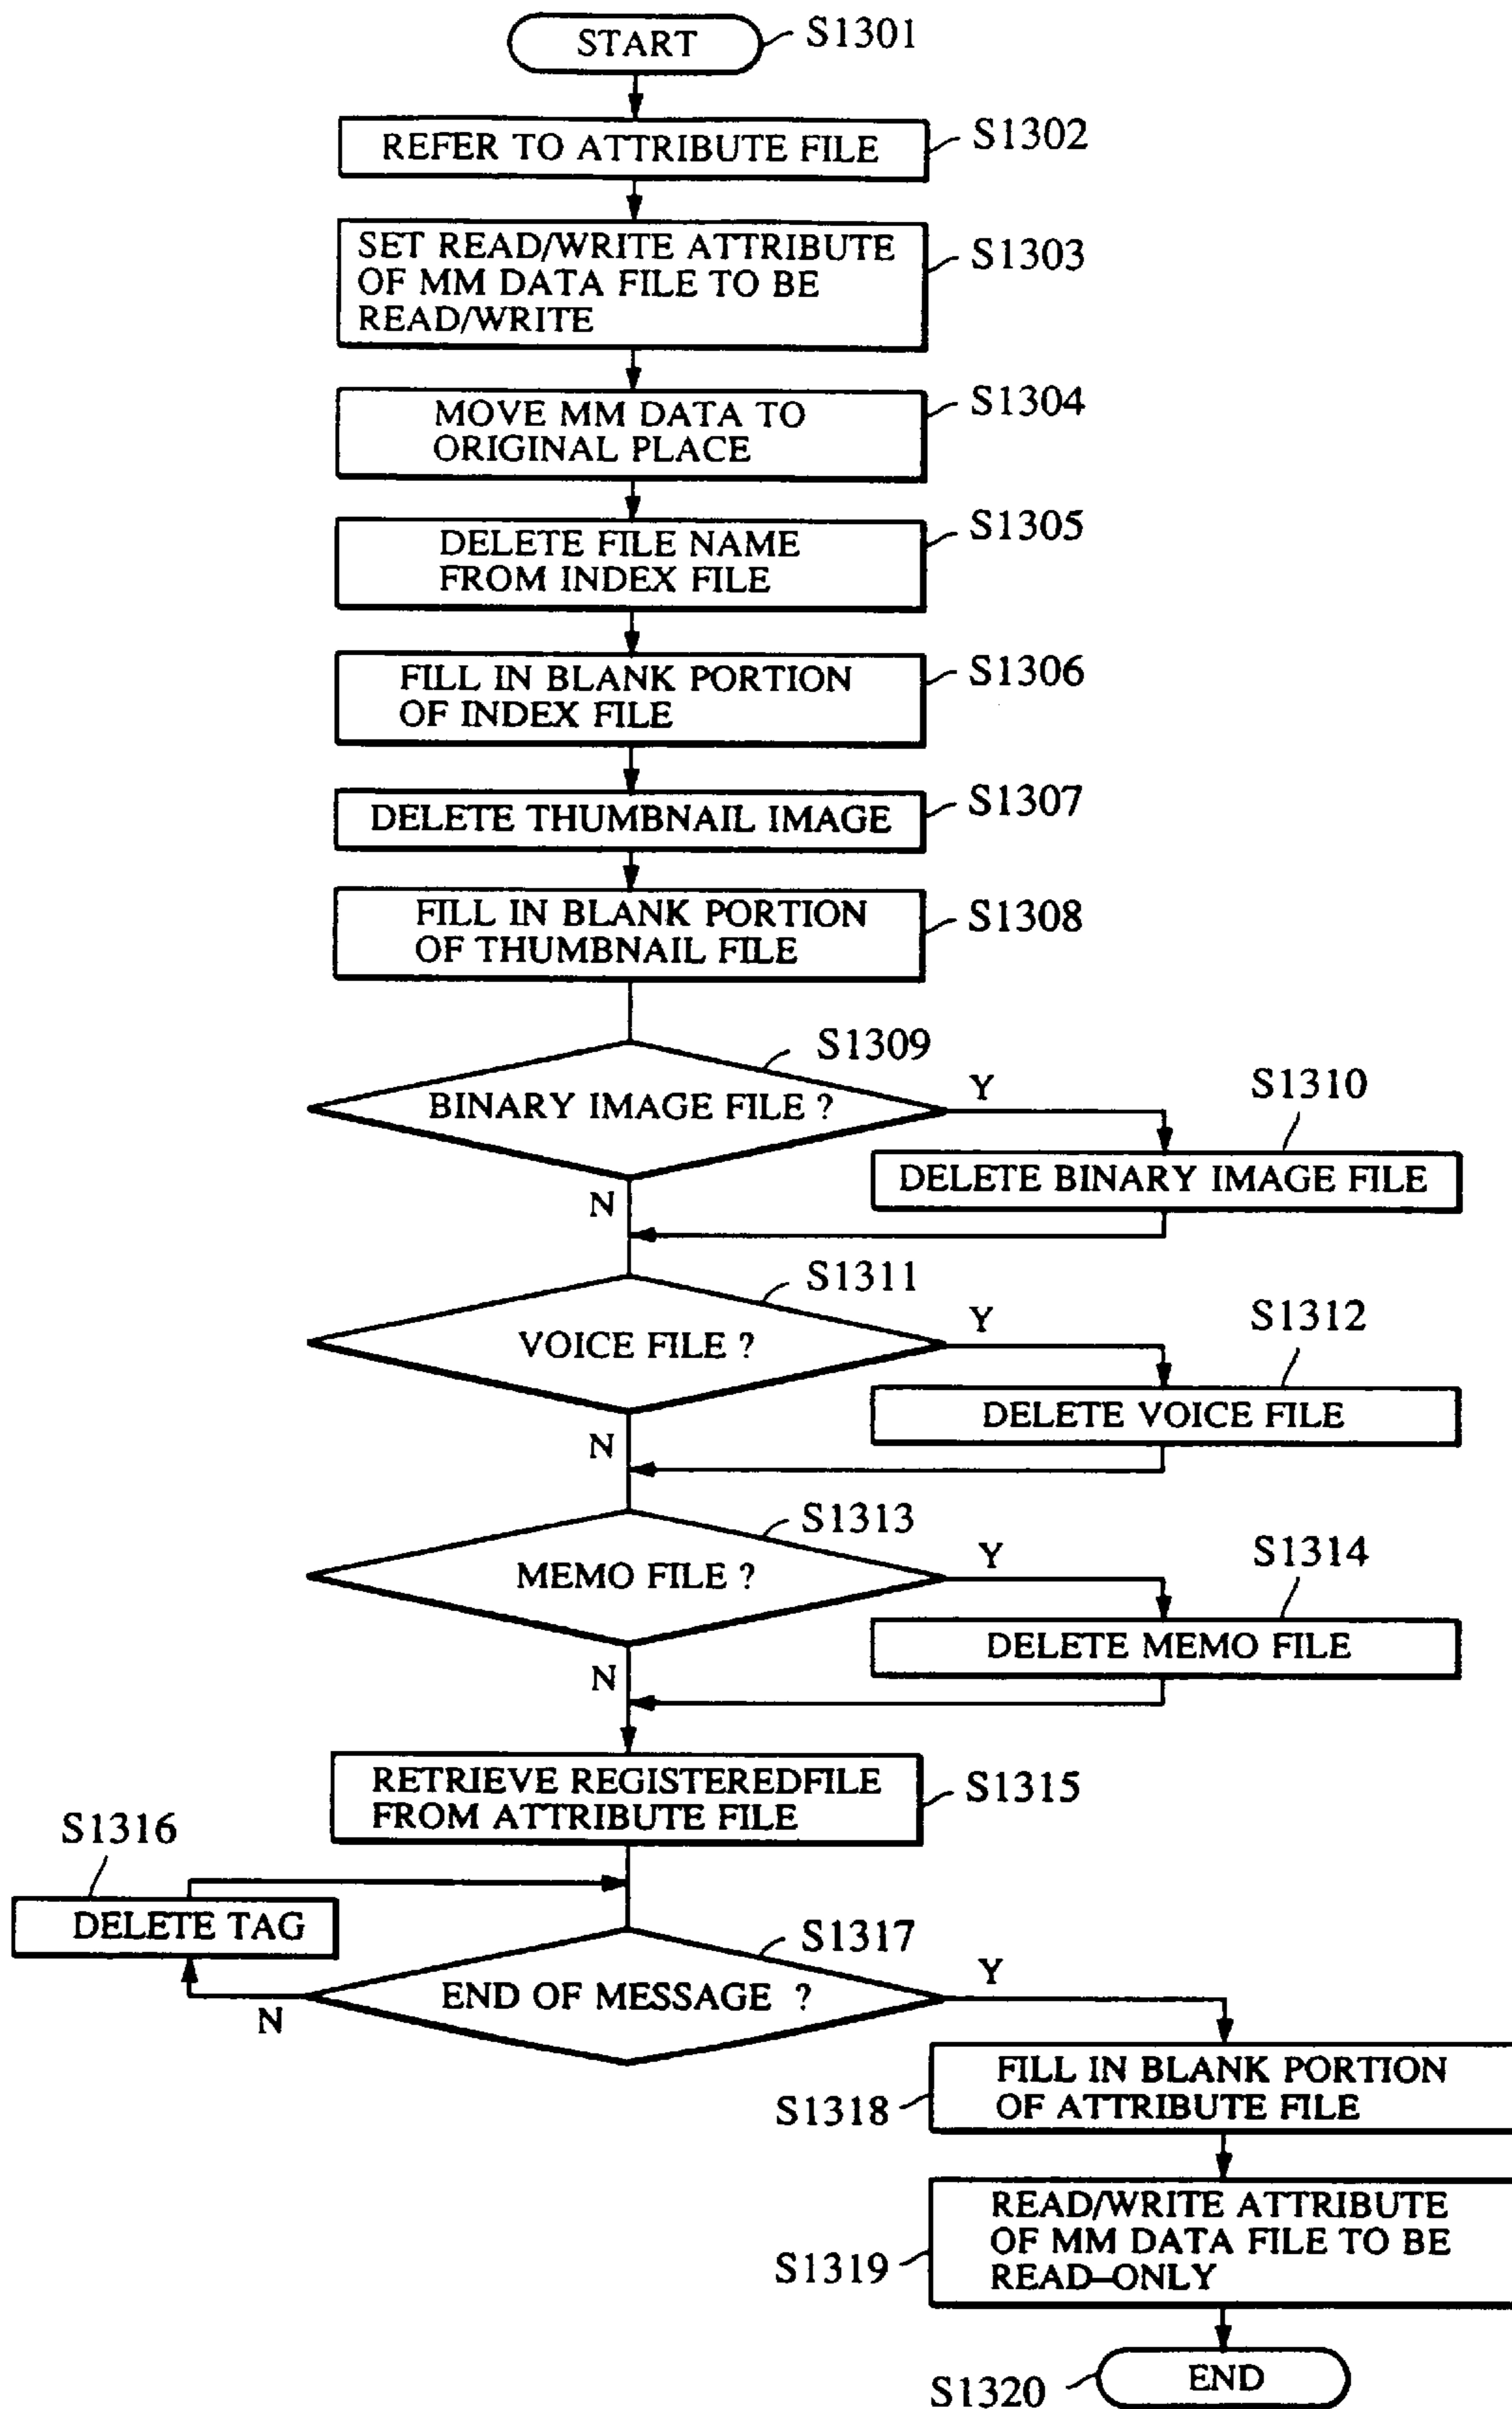 START
S1301
REFER TO ATTRIBUTE FILE
S1302
SET READ/WRITE ATTRIBUTE
OF MM DATA FILE TO BE
READ/WRITE
S1303
MOVE MM DATA TO
ORIGINAL PLACE
S1304
DELETE FILE NAME
FROM INDEX FILE
S1305
FILL IN BLANK PORTION
OF INDEX FILE
S1306
DELETE THUMBNAIL IMAGE
S1307
FILL IN BLANK PORTION
OF THUMBNAIL FILE
S1308
S1309
BINARY IMAGE FILE ?
Y
N
S1310
DELETE BINARY IMAGE FILE
S1311
VOICE FILE ?
Y
N
S1312
DELETE VOICE FILE
S1313
MEMO FILE ?
Y
N
S1314
DELETE MEMO FILE
RETRIEVE REGISTEREDFILE
FROM ATTRIBUTE FILE
S1315
S1316
DELETE TAG
S1317
END OF MESSAGE ?
N
Y
FILL IN BLANK PORTION
OF ATTRIBUTE FILE
S1318
READ/WRITE ATTRIBUTE
OF MM DATA FILE TO BE
READ-ONLY
S1319
END
S1320